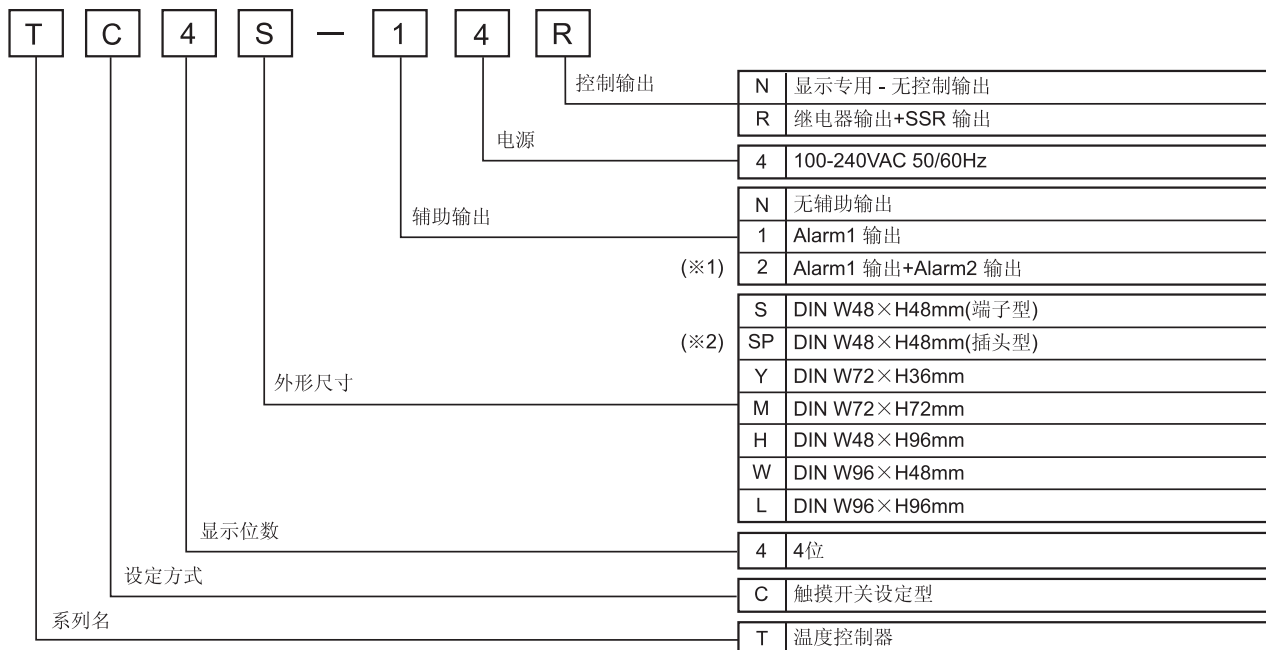 T C 4 S — 1 4 R
控制输出
N 显示专用 - 无控制输出
R 继电器输出+SSR 输出
电源
4 100-240VAC 50/60Hz
辅助输出
N 无辅助输出
1 Alarm1 输出
(※1) 2 Alarm1 输出+Alarm2 输出
外形尺寸
S DIN W48×H48mm(端子型)
(※2) SP DIN W48×H48mm(插头型)
Y DIN W72×H36mm
M DIN W72×H72mm
H DIN W48×H96mm
W DIN W96×H48mm
L DIN W96×H96mm
显示位数
4 4位
设定方式
C 触摸开关设定型
系列名
T 温度控制器